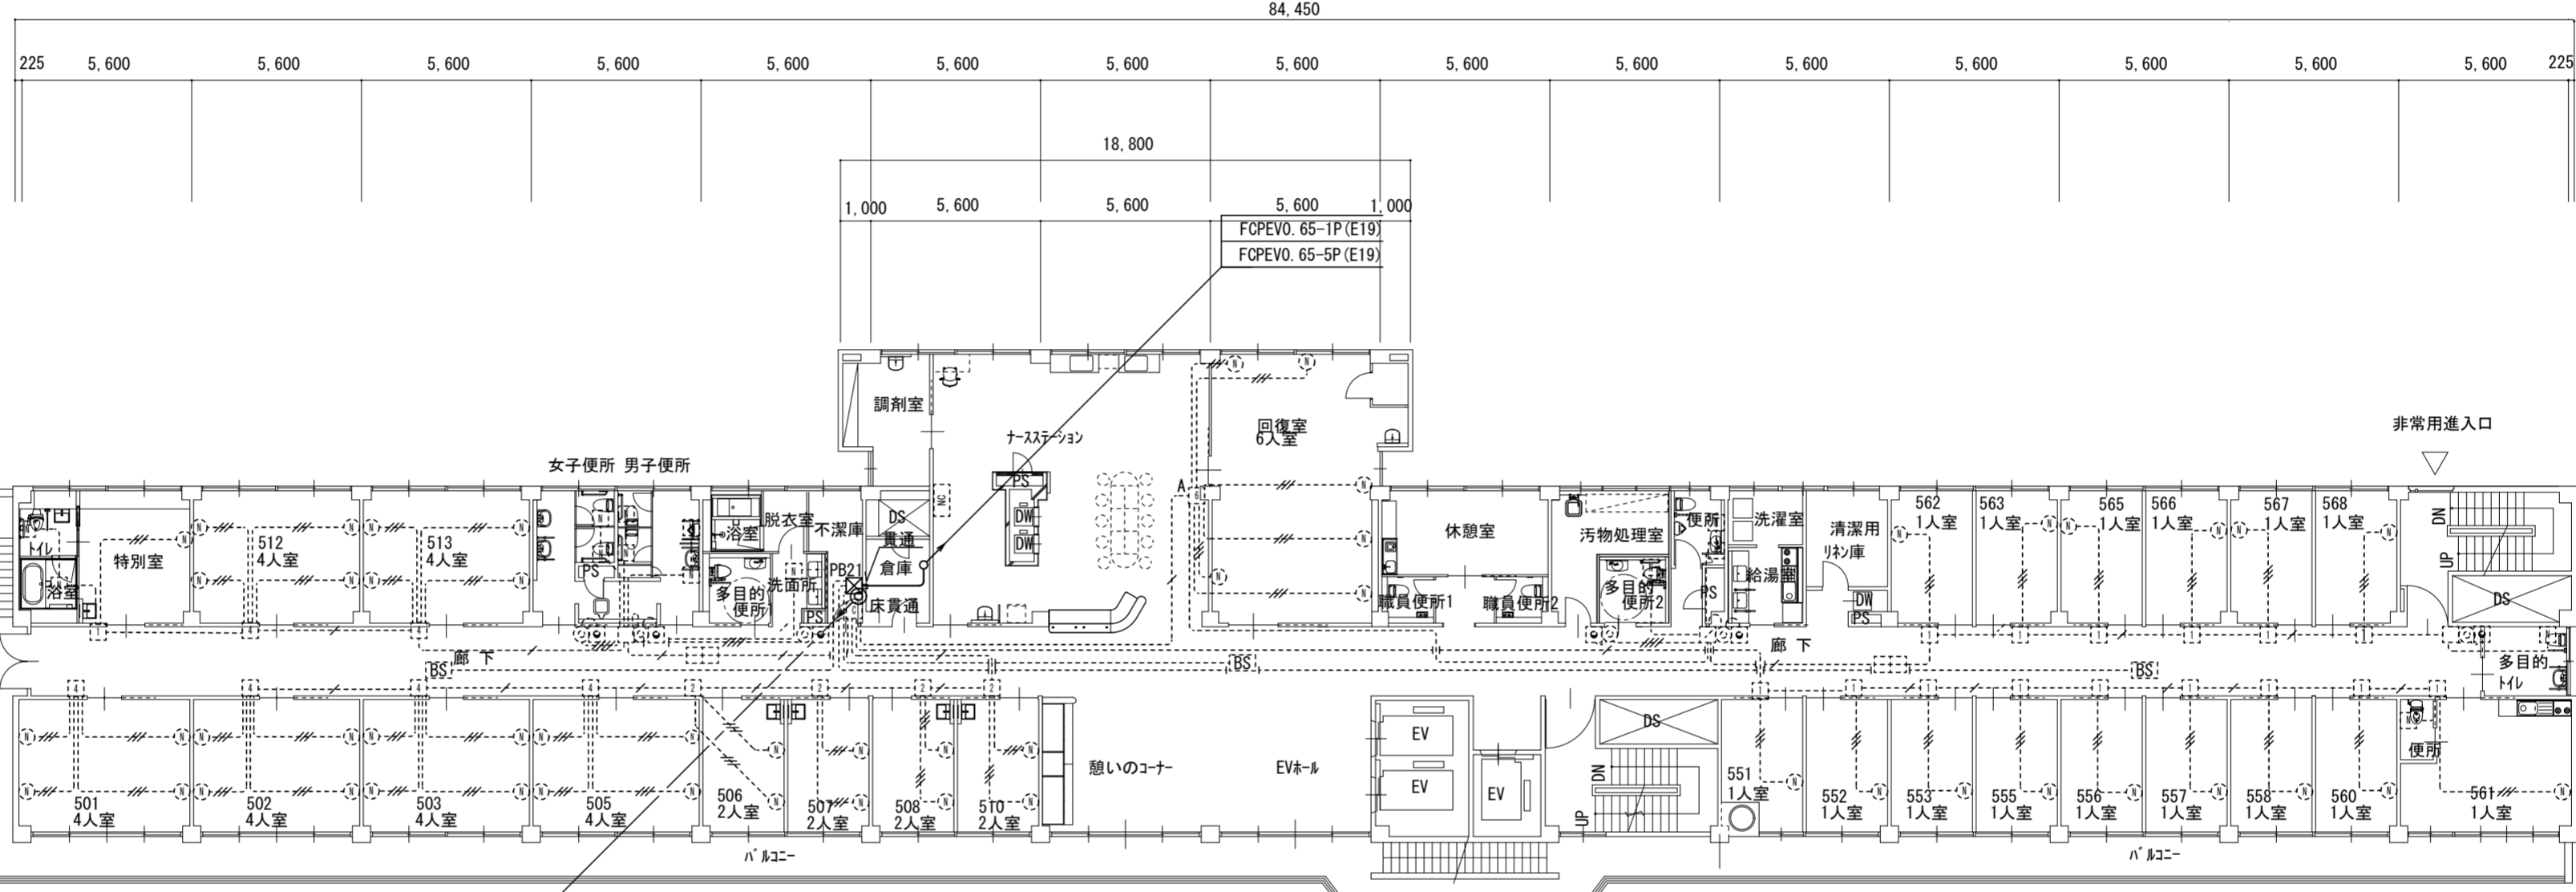 84,450
225 5,600 5,600 5,600 5,600 5,600 5,600 5,600 5,600 5,600 5,600 5,600 5,600 5,600 5,600 5,600 225
18,800
1,000 5,600 5,600 5,600 1,000
FCPEV0.65-1P(E19)
FCPEV0.65-5P(E19)
調剤室
ナースステーション
回復室
6人室
非常用進入口
女子便所 男子便所
PS
A
6
NC
DW
DW
DS
トイレ
浴室
特別室
512
4人室
513
4人室
PS
浴室
脱衣室
不潔庫
多目的
便所1
洗面所
PS
PB21
貫通
倉庫
床貫通
休憩室
職員便所1
職員便所2
汚物処理室
多目的
便所2
便所
PS
洗濯室
給湯室
清潔用
リネン庫
DW
PS
562
1人室
563
1人室
565
1人室
566
1人室
567
1人室
568
1人室
DN
UP
DS
廊下
BS
BS
廊下
BS
多目的
トイレ
4 4 4 4 2 2 2 2
501
4人室
502
4人室
503
4人室
505
4人室
506
2人室
507
2人室
508
2人室
510
2人室
憩いのコーナー
EVホール
EV
EV
EV
DS
DN
UP
551
1人室
552
1人室
553
1人室
555
1人室
556
1人室
557
1人室
558
1人室
560
1人室
561
1人室
便所
バルコニー
バルコニー